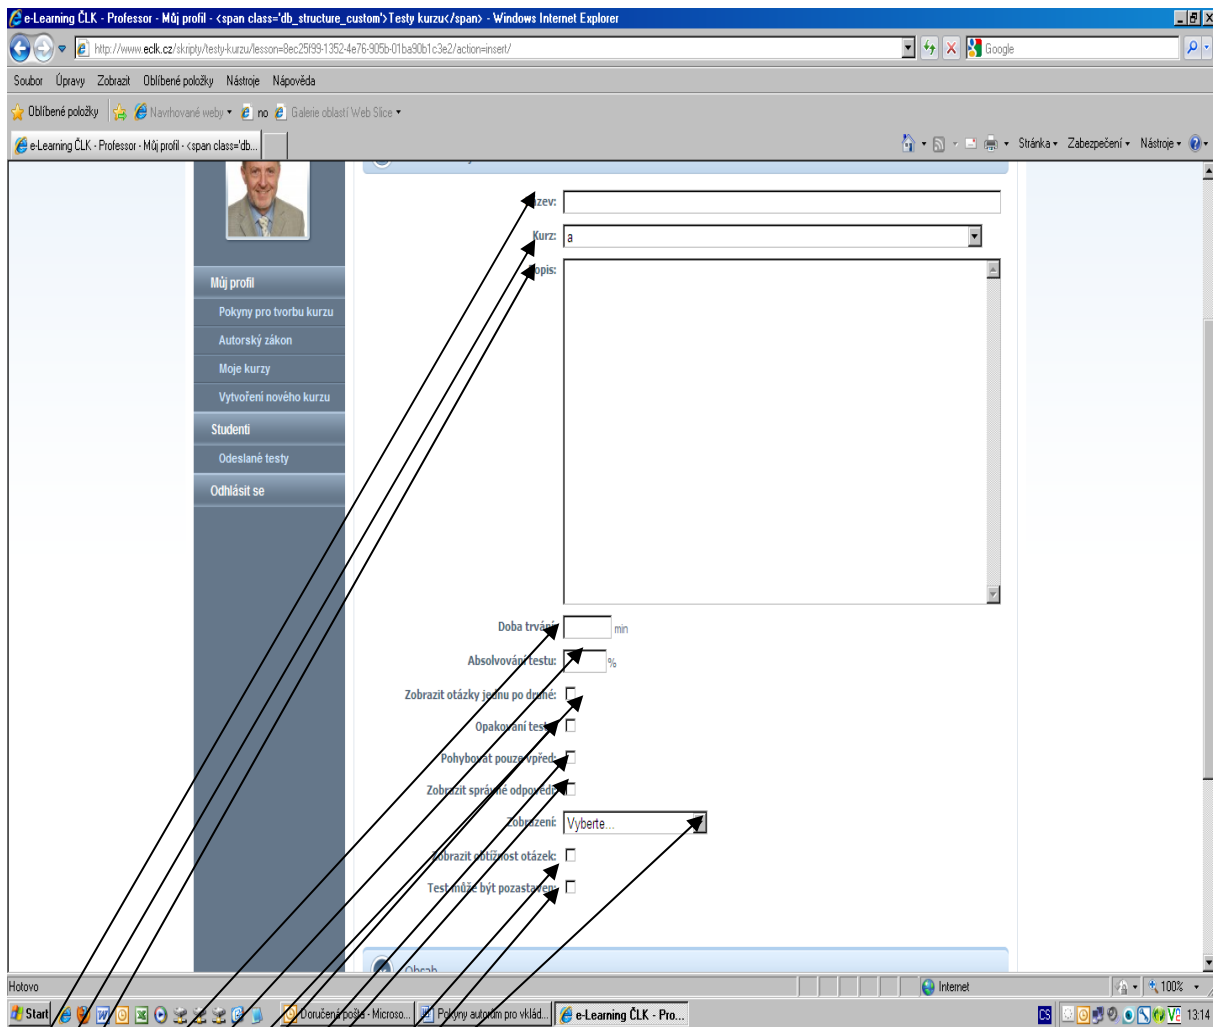 e-Learning ČLK - Professor - Můj profil - <span class='db_structure_custom'>Testy kurzu</span> - Windows Internet Explorer
http://www.eclk.cz/skripty/testy-kurzu/lesson=8ec25f99-1352-4e76-905b-01ba90b1c3e2/action=insert/
Google
Soubor Úpravy Zobrazit Oblíbené položky Nástroje Nápověda
Oblíbené položky Navrhované weby no Galerie oblastí Web Slice
e-Learning ČLK - Professor - Můj profil - <span class='db...
Stránka Zabezpečení Nástroje
Kurz: a
Můj profil
Pokyny pro tvorbu kurzu
Autorský zákon
Moje kurzy
Vytvoření nového kurzu
Studenti
Odeslané testy
Odhlásit se
Doba trvání: min
Absolvování testu: %
Zobrazit otázky jednu po druhé:
Opakování testu:
Pohybovat pouze vpřed:
Zobrazit správné odpovědi:
Zobrazení: Vyberte...
Zobrazit obtížnost otázek:
Test může být pozastaven:
Obsah
Hotovo
Internet
100%
Start
Doručená pošta - Microso...
Pokyny autorům pro vklád...
e-Learning ČLK - Pro...
CS
13:14